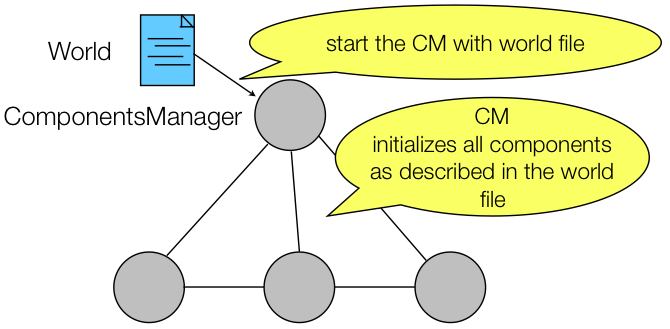 World
start the CM with world file
ComponentsManager
CM
initializes all components
as described in the world
file